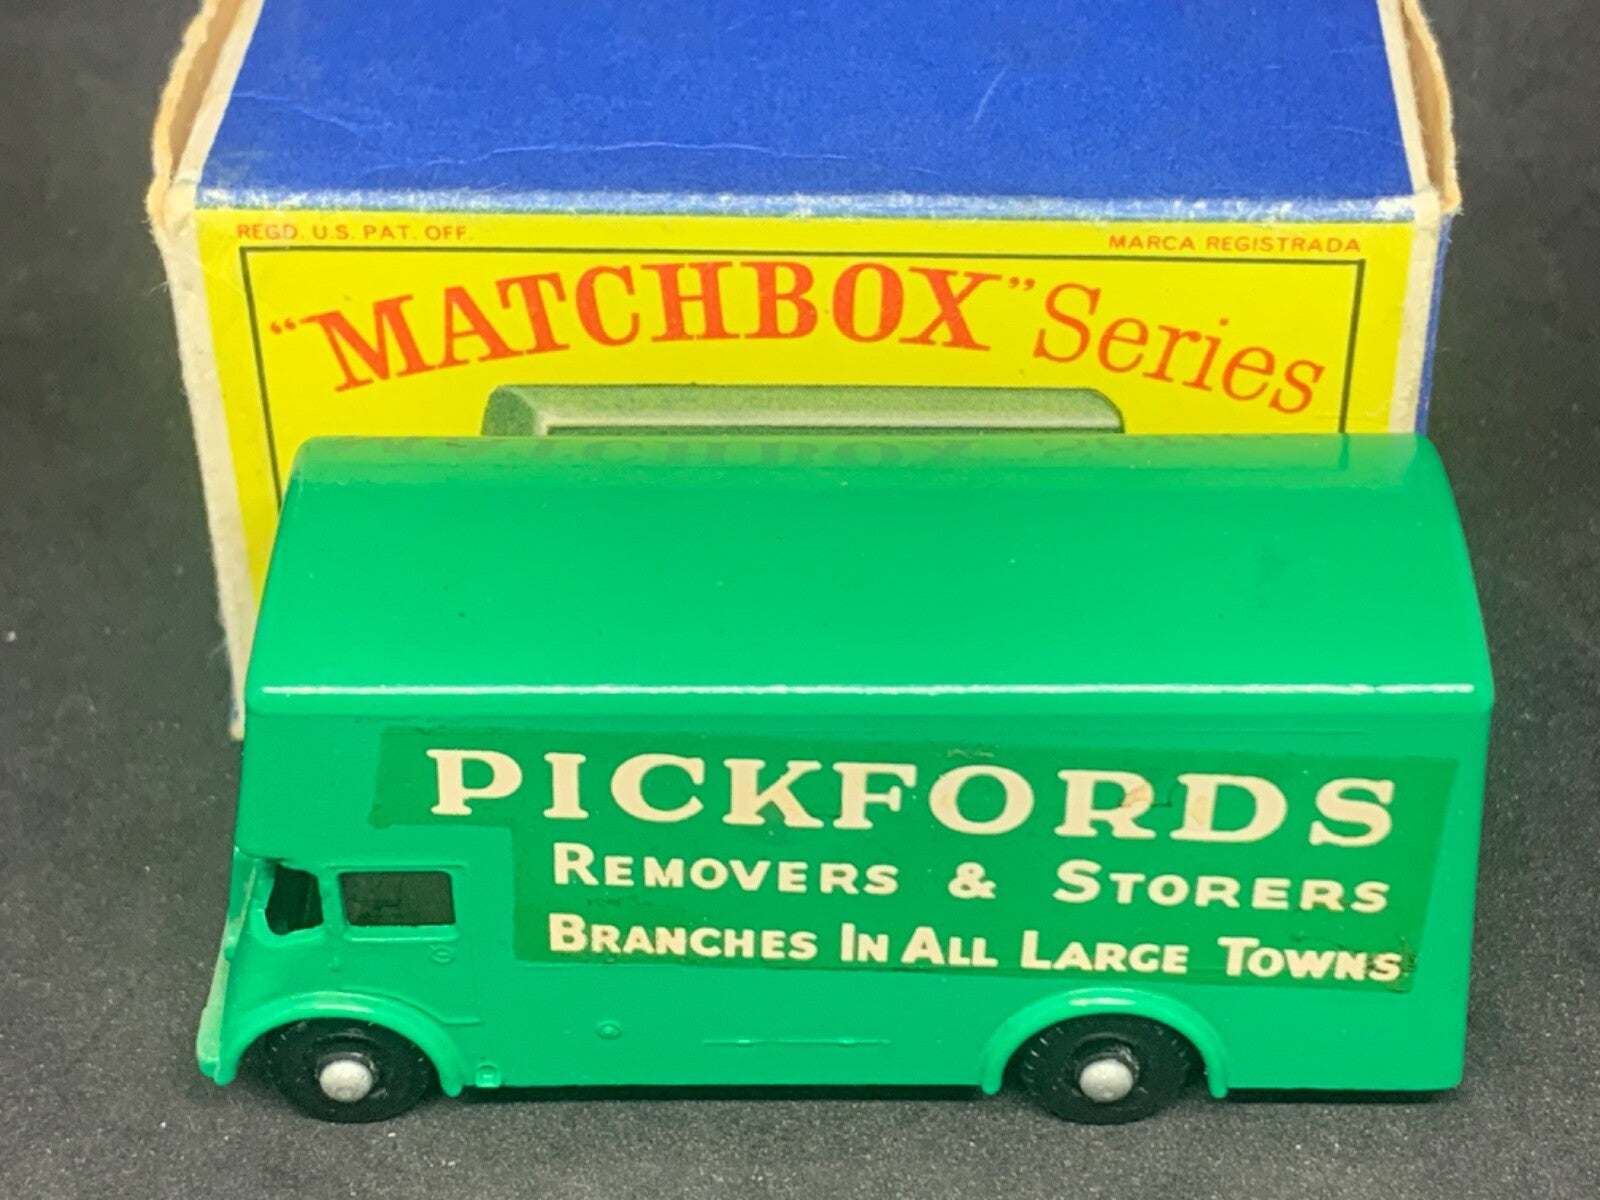 REGD. U.S. PAT. OFF.
MARCA REGISTRADA
"MATCHBOX" Series
PICKFORDS
REMOVERS & STORERS
BRANCHES IN ALL LARGE TOWNS